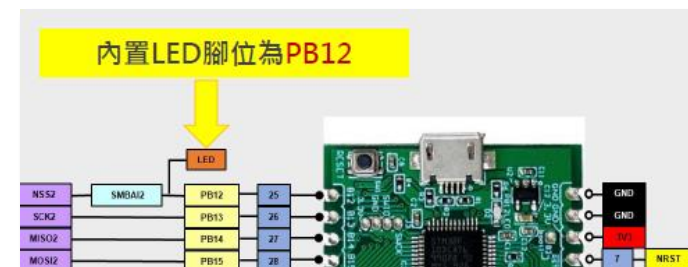 內置LED腳位為PB12
LED
NSS2 SMBAI2 PB12 25 GND
SCK2 PB13 26 GND
MISO2 PB14 27 3V3
MOSI2 PB15 28 7 NRST
RESET